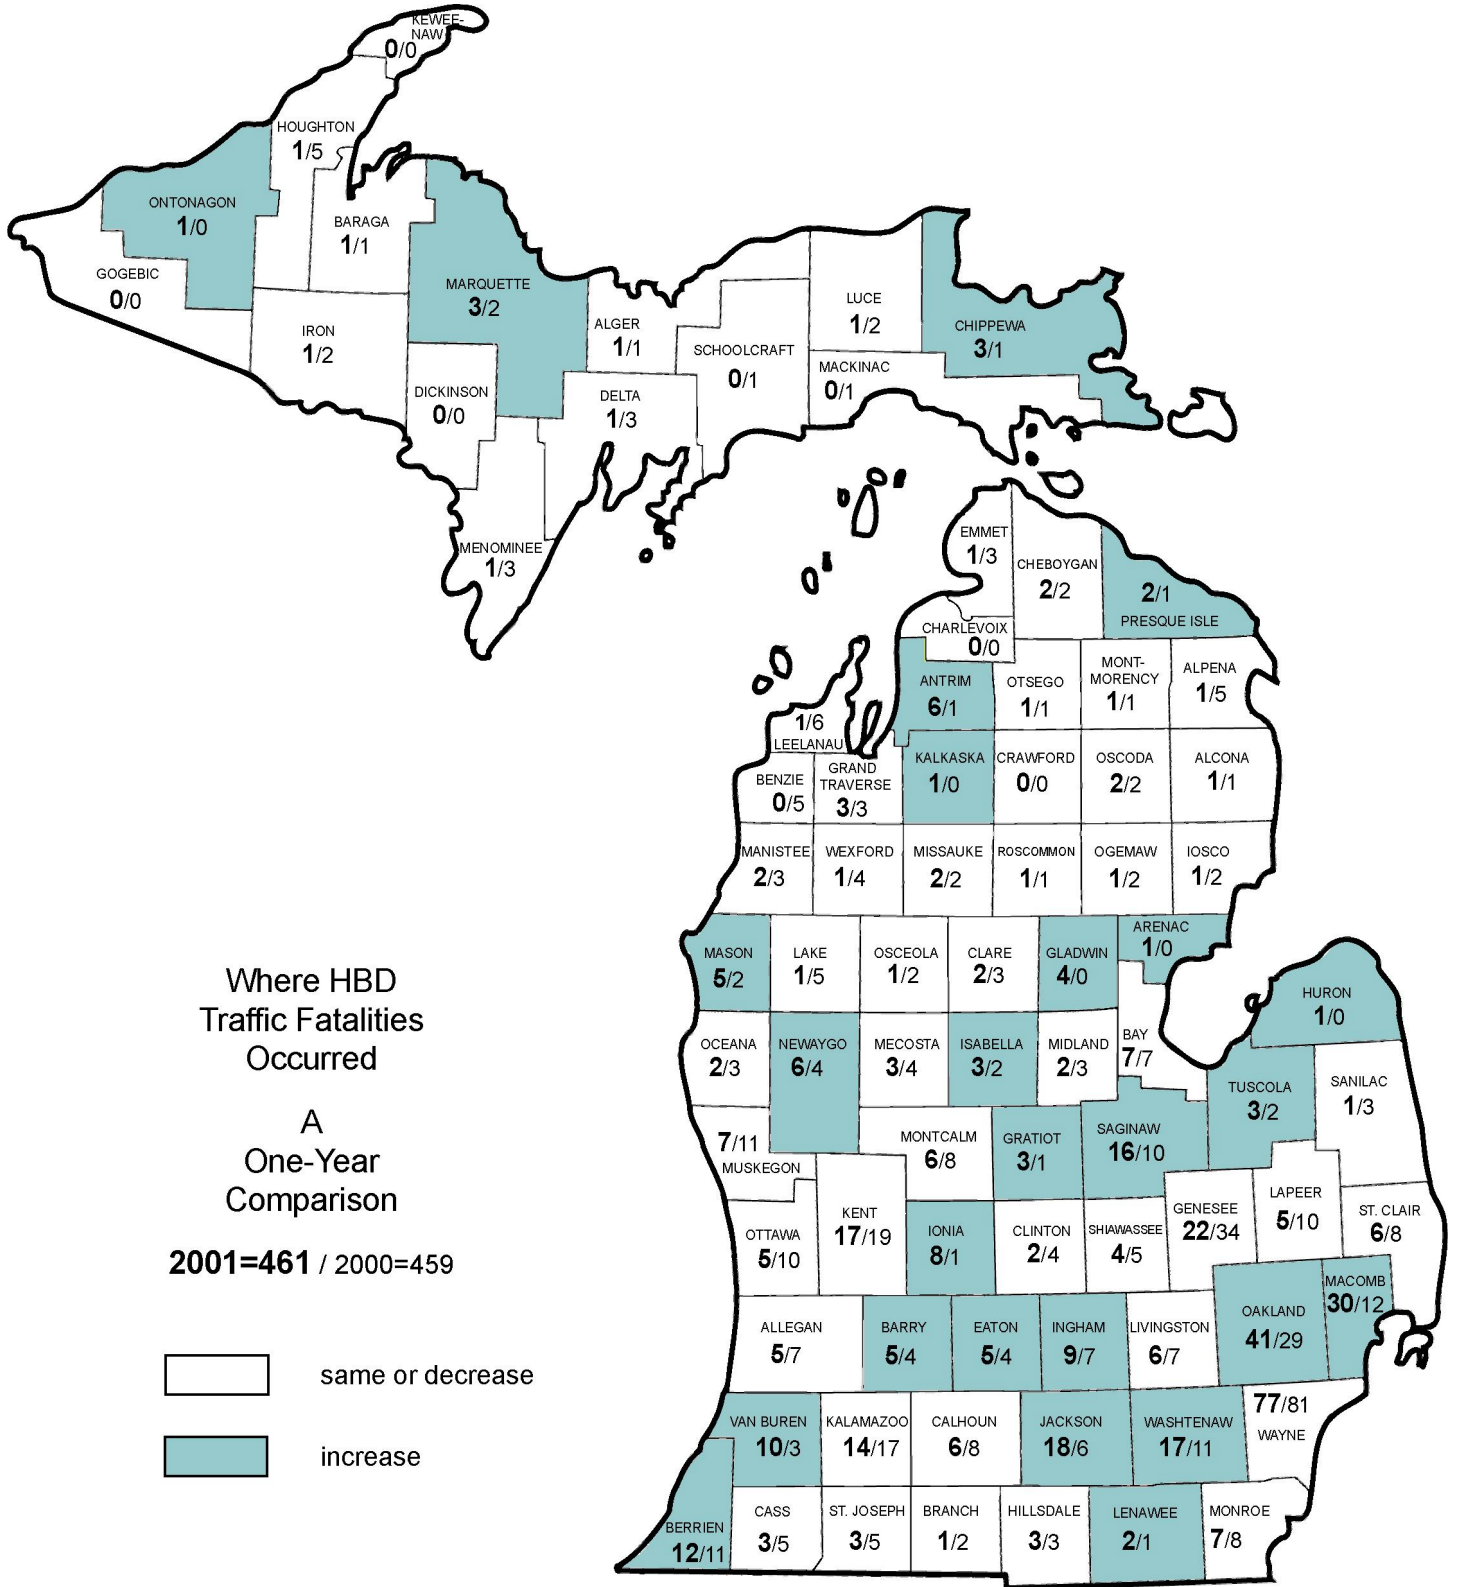 KEWEE-
NAW
0/0
HOUGHTON
1/5
ONTONAGON
1/0
BARAGA
1/1
GOGEBIC
0/0
MARQUETTE
3/2
IRON
1/2
ALGER
1/1
LUCE
1/2
CHIPPEWA
3/1
SCHOOLCRAFT
0/1
MACKINAC
0/1
DICKINSON
0/0
DELTA
1/3
MENOMINEE
1/3
EMMET
1/3
CHEBOYGAN
2/2
2/1
PRESQUE ISLE
CHARLEVOIX
0/0
ANTRIM
6/1
OTSEGO
1/1
MONT-
MORENCY
1/1
ALPENA
1/5
1/6
LEELANAU
BENZIE
0/5
GRAND
TRAVERSE
3/3
KALKASKA
1/0
CRAWFORD
0/0
OSCODA
2/2
ALCONA
1/1
MANISTEE
2/3
WEXFORD
1/4
MISSAUKE
2/2
ROSCOMMON
1/1
OGEMAW
1/2
IOSCO
1/2
MASON
5/2
LAKE
1/5
OSCEOLA
1/2
CLARE
2/3
GLADWIN
4/0
ARENAC
1/0
HURON
1/0
OCEANA
2/3
NEWAYGO
6/4
MECOSTA
3/4
ISABELLA
3/2
MIDLAND
2/3
BAY
7/7
TUSCOLA
3/2
SANILAC
1/3
7/11
MUSKEGON
MONTCALM
6/8
GRATIOT
3/1
SAGINAW
16/10
OTTAWA
5/10
KENT
17/19
IONIA
8/1
CLINTON
2/4
SHIAWASSEE
4/5
GENESEE
22/34
LAPEER
5/10
ST. CLAIR
6/8
ALLEGAN
5/7
BARRY
5/4
EATON
5/4
INGHAM
9/7
LIVINGSTON
6/7
OAKLAND
41/29
MACOMB
30/12
VAN BUREN
10/3
KALAMAZOO
14/17
CALHOUN
6/8
JACKSON
18/6
WASHTENAW
17/11
77/81
WAYNE
BERRIEN
12/11
CASS
3/5
ST. JOSEPH
3/5
BRANCH
1/2
HILLSDALE
3/3
LENAWEE
2/1
MONROE
7/8
Where HBD
Traffic Fatalities
Occurred
A
One-Year
Comparison
2001=461 / 2000=459
same or decrease
increase